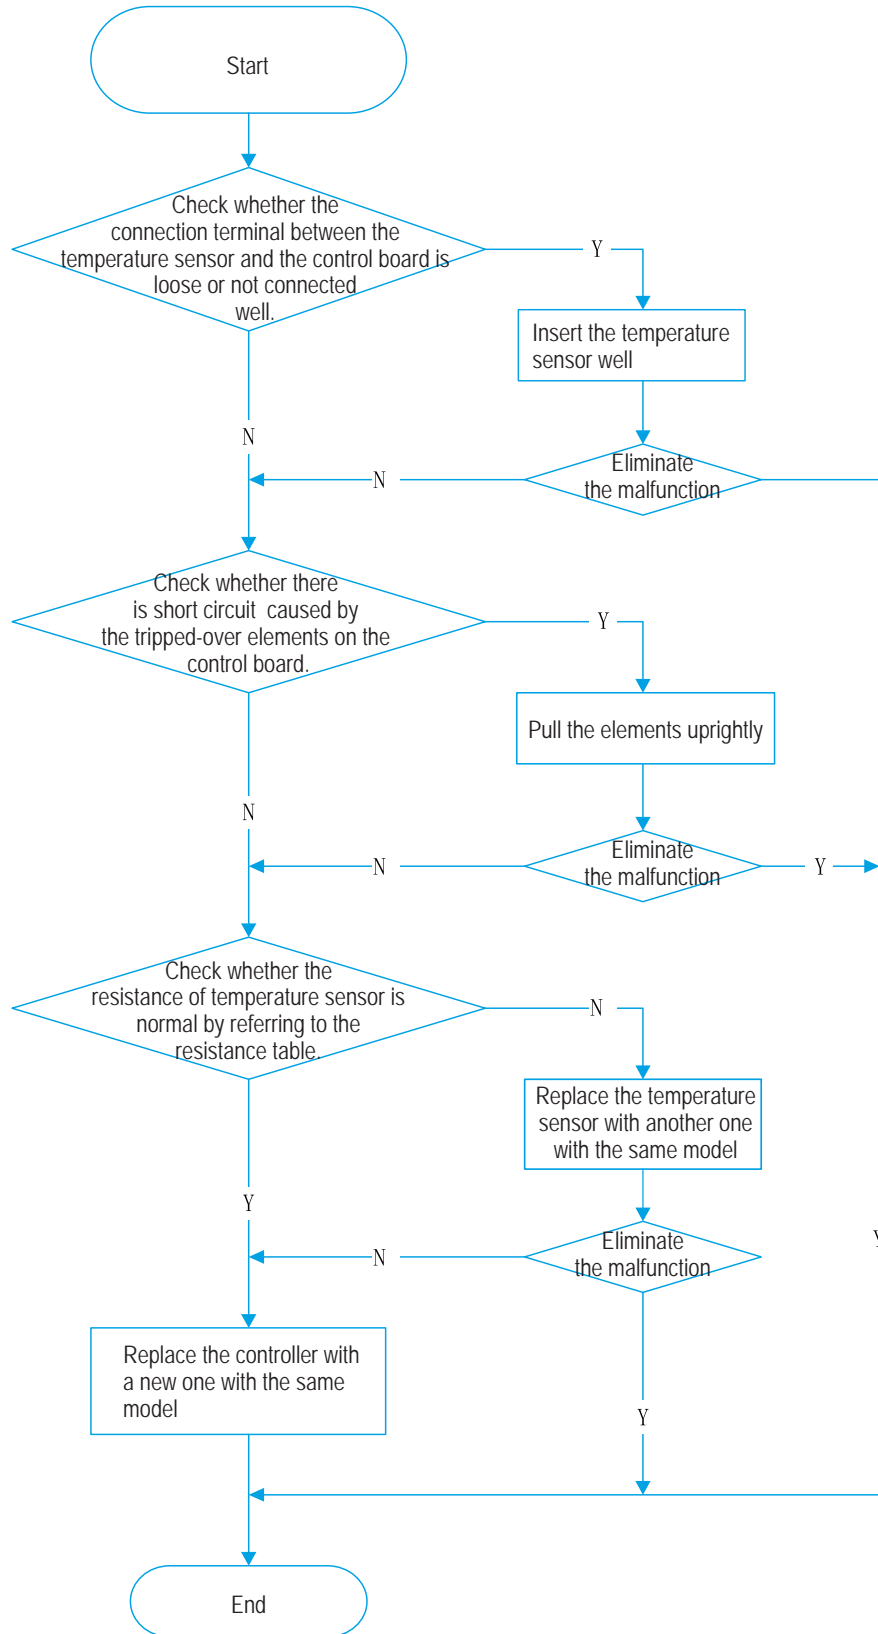 Start
Check whether the
connection terminal between the
temperature sensor and the control board is
loose or not connected
well.
Y
Insert the temperature
sensor well
N
Eliminate
the malfunction
N
Check whether there
is short circuit caused by
the tripped-over elements on the
control board.
Y
Pull the elements uprightly
N
Eliminate
the malfunction
N
Y
Check whether the
resistance of temperature sensor is
normal by referring to the
resistance table.
N
Replace the temperature
sensor with another one
with the same model
Y
Eliminate
the malfunction
N
Y
Replace the controller with
a new one with the same
model
Y
End